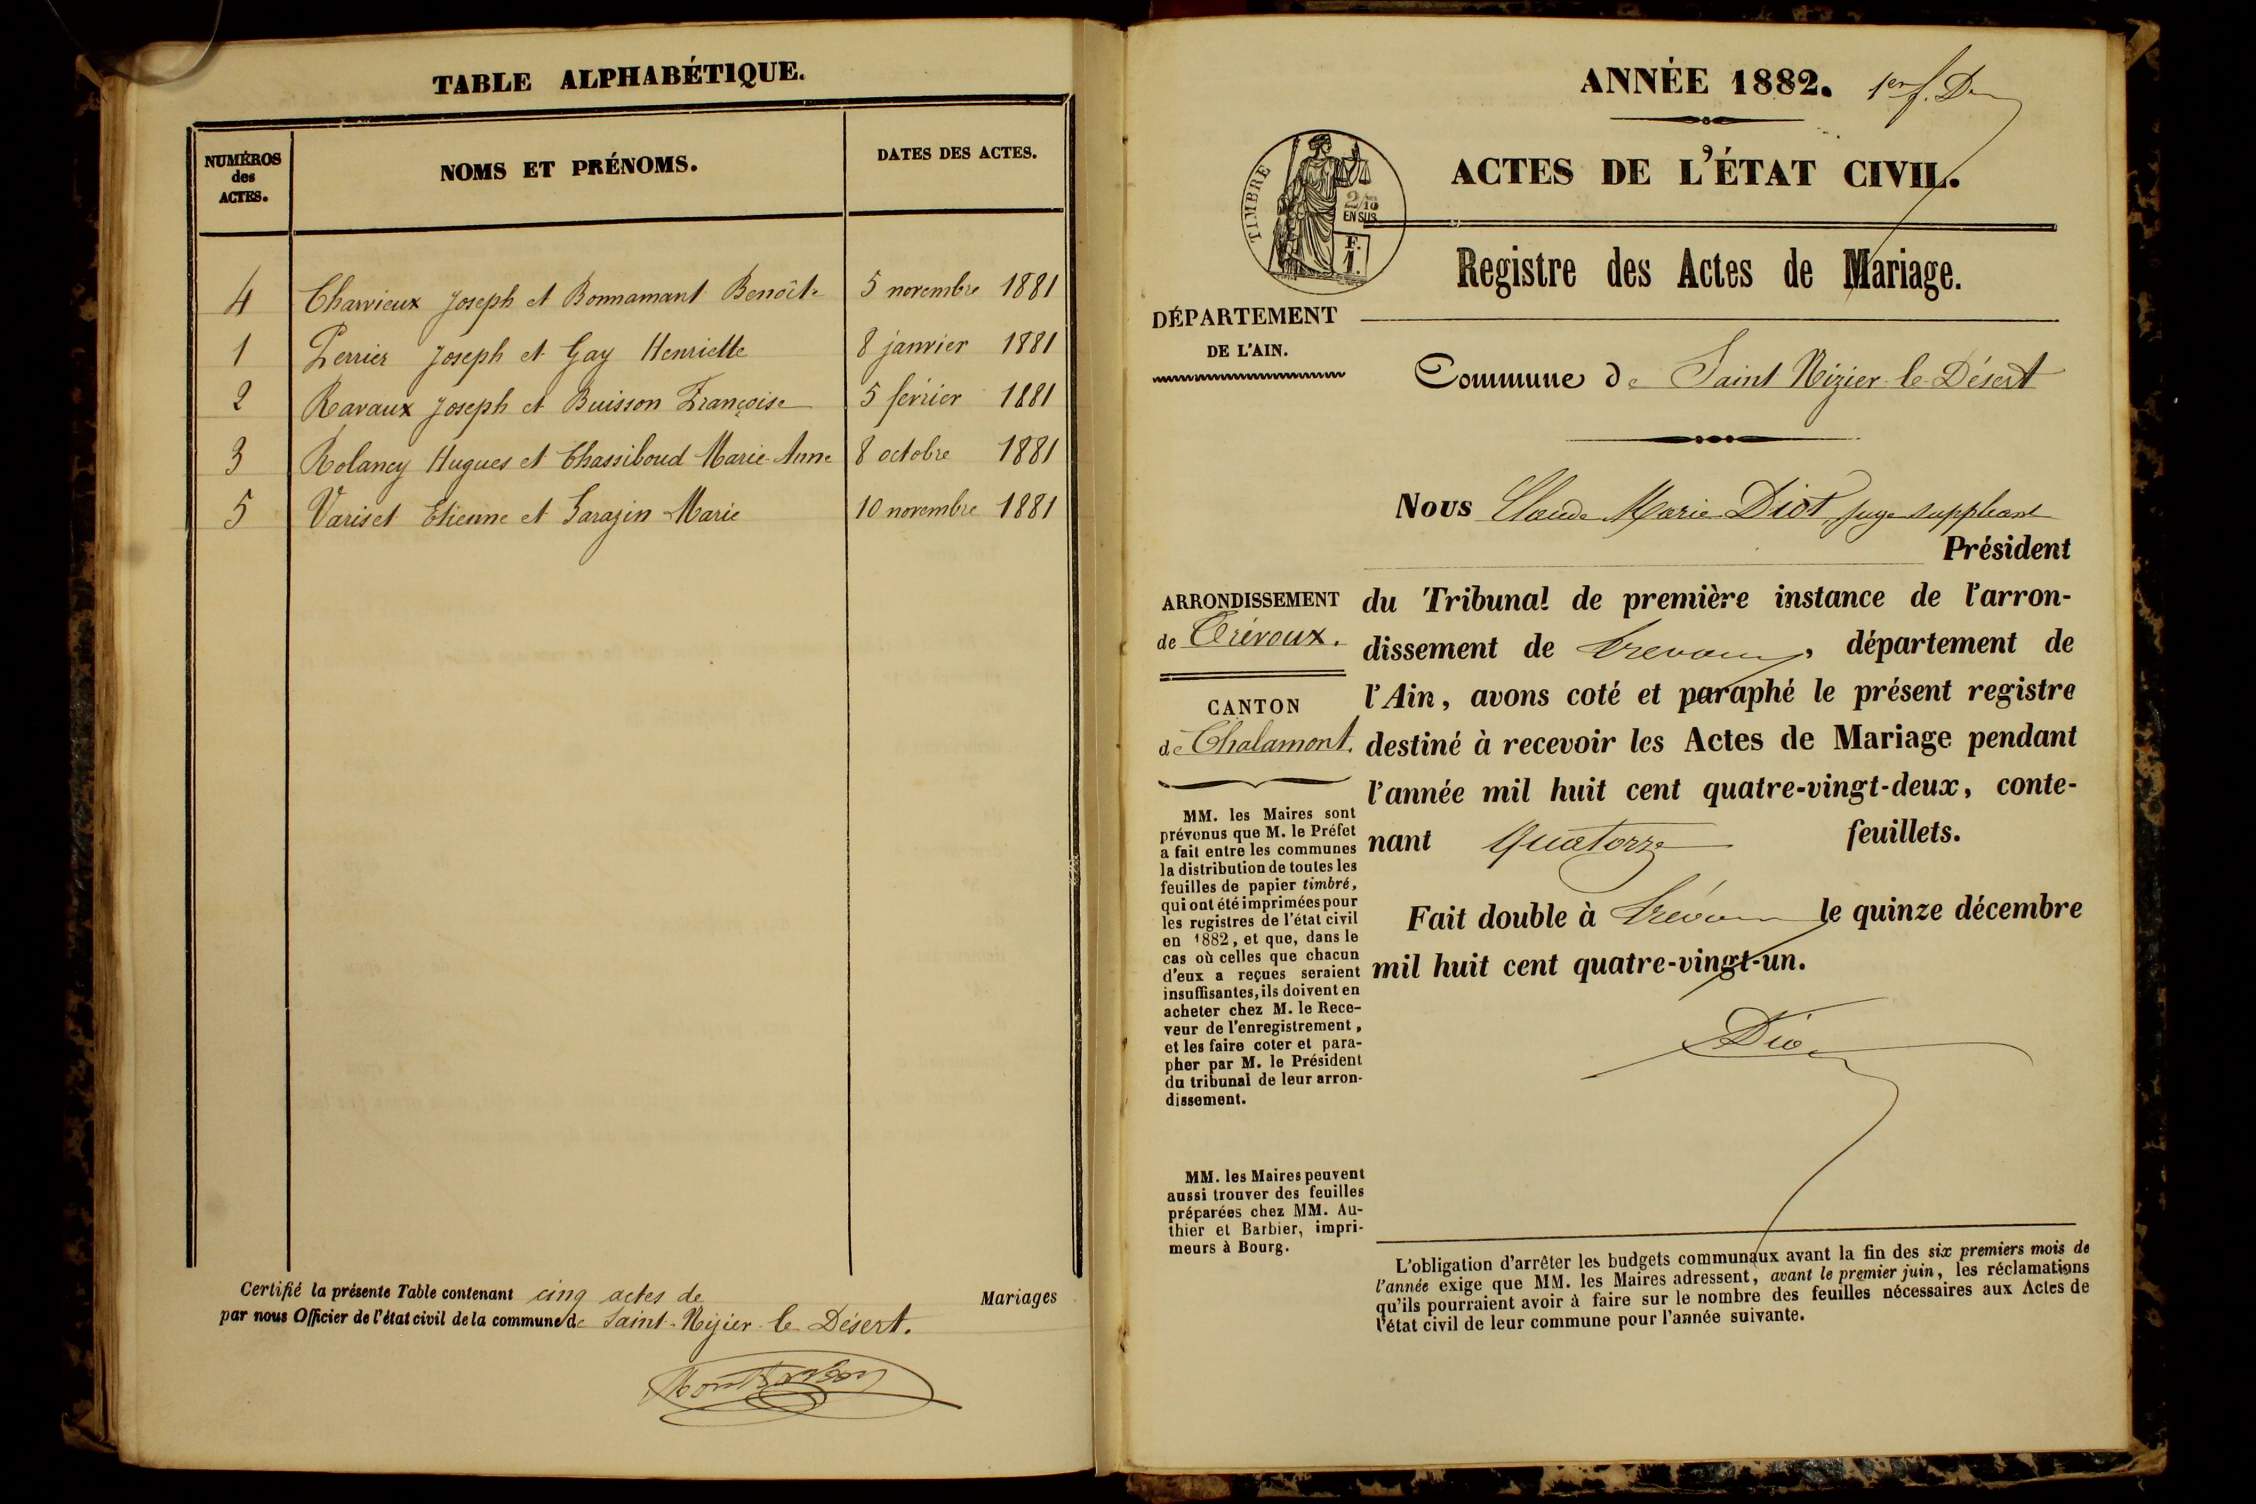 TABLE ALPHABÉTIQUE.
NUMÉROS
des
ACTES.
NOMS ET PRÉNOMS.
DATES DES ACTES.
4 Charvieux Joseph et Bonnamant Benoîte 5 novembre 1881
1 Perrier Joseph et Gay Henriette 8 janvier 1881
2 Ravaux Joseph et Buisson Françoise 5 février 1881
3 Rolancy Hugues et Chassiboud Marie-Anne 8 octobre 1881
5 Variset Etienne et Sarazin Marie 10 novembre 1881
Certifié la présente Table contenant cinq actes de Mariages
par nous Officier de l'état civil de la commune de Saint-Nizier-le-Désert.
ANNÉE 1882. 1er f. D
ACTES DE L'ÉTAT CIVIL.
TIMBRE
2/10
EN SUS
F.
1.
Registre des Actes de Mariage.
DÉPARTEMENT
DE L'AIN.
Commune de Saint Nizier-le-Désert
Nous Claude Marie Diot, juge suppléant
Président
du Tribunal de première instance de l'arron-
dissement de Trevoux, département de
l'Ain, avons coté et paraphé le présent registre
destiné à recevoir les Actes de Mariage pendant
l'année mil huit cent quatre-vingt-deux, conte-
nant Quatorze feuillets.
Fait double à Trévoux le quinze décembre
mil huit cent quatre-vingt-un.
Diot
ARRONDISSEMENT
de Trévoux.
CANTON
de Chalamont.
MM. les Maires sont
prévenus que M. le Préfet
a fait entre les communes
la distribution de toutes les
feuilles de papier timbré,
qui ont été imprimées pour
les registres de l'état civil
en 1882, et que, dans le
cas où celles que chacun
d'eux a reçues seraient
insuffisantes, ils doivent en
acheter chez M. le Rece-
veur de l'enregistrement,
et les faire coter et para-
pher par M. le Président
du tribunal de leur arron-
dissement.
MM. les Maires peuvent
aussi trouver des feuilles
préparées chez MM. Au-
thier et Barbier, impri-
meurs à Bourg.
L'obligation d'arrêter les budgets communaux avant la fin des six premiers mois de
l'année exige que MM. les Maires adressent, avant le premier juin, les réclamations
qu'ils pourraient avoir à faire sur le nombre des feuilles nécessaires aux Actes de
l'état civil de leur commune pour l'année suivante.